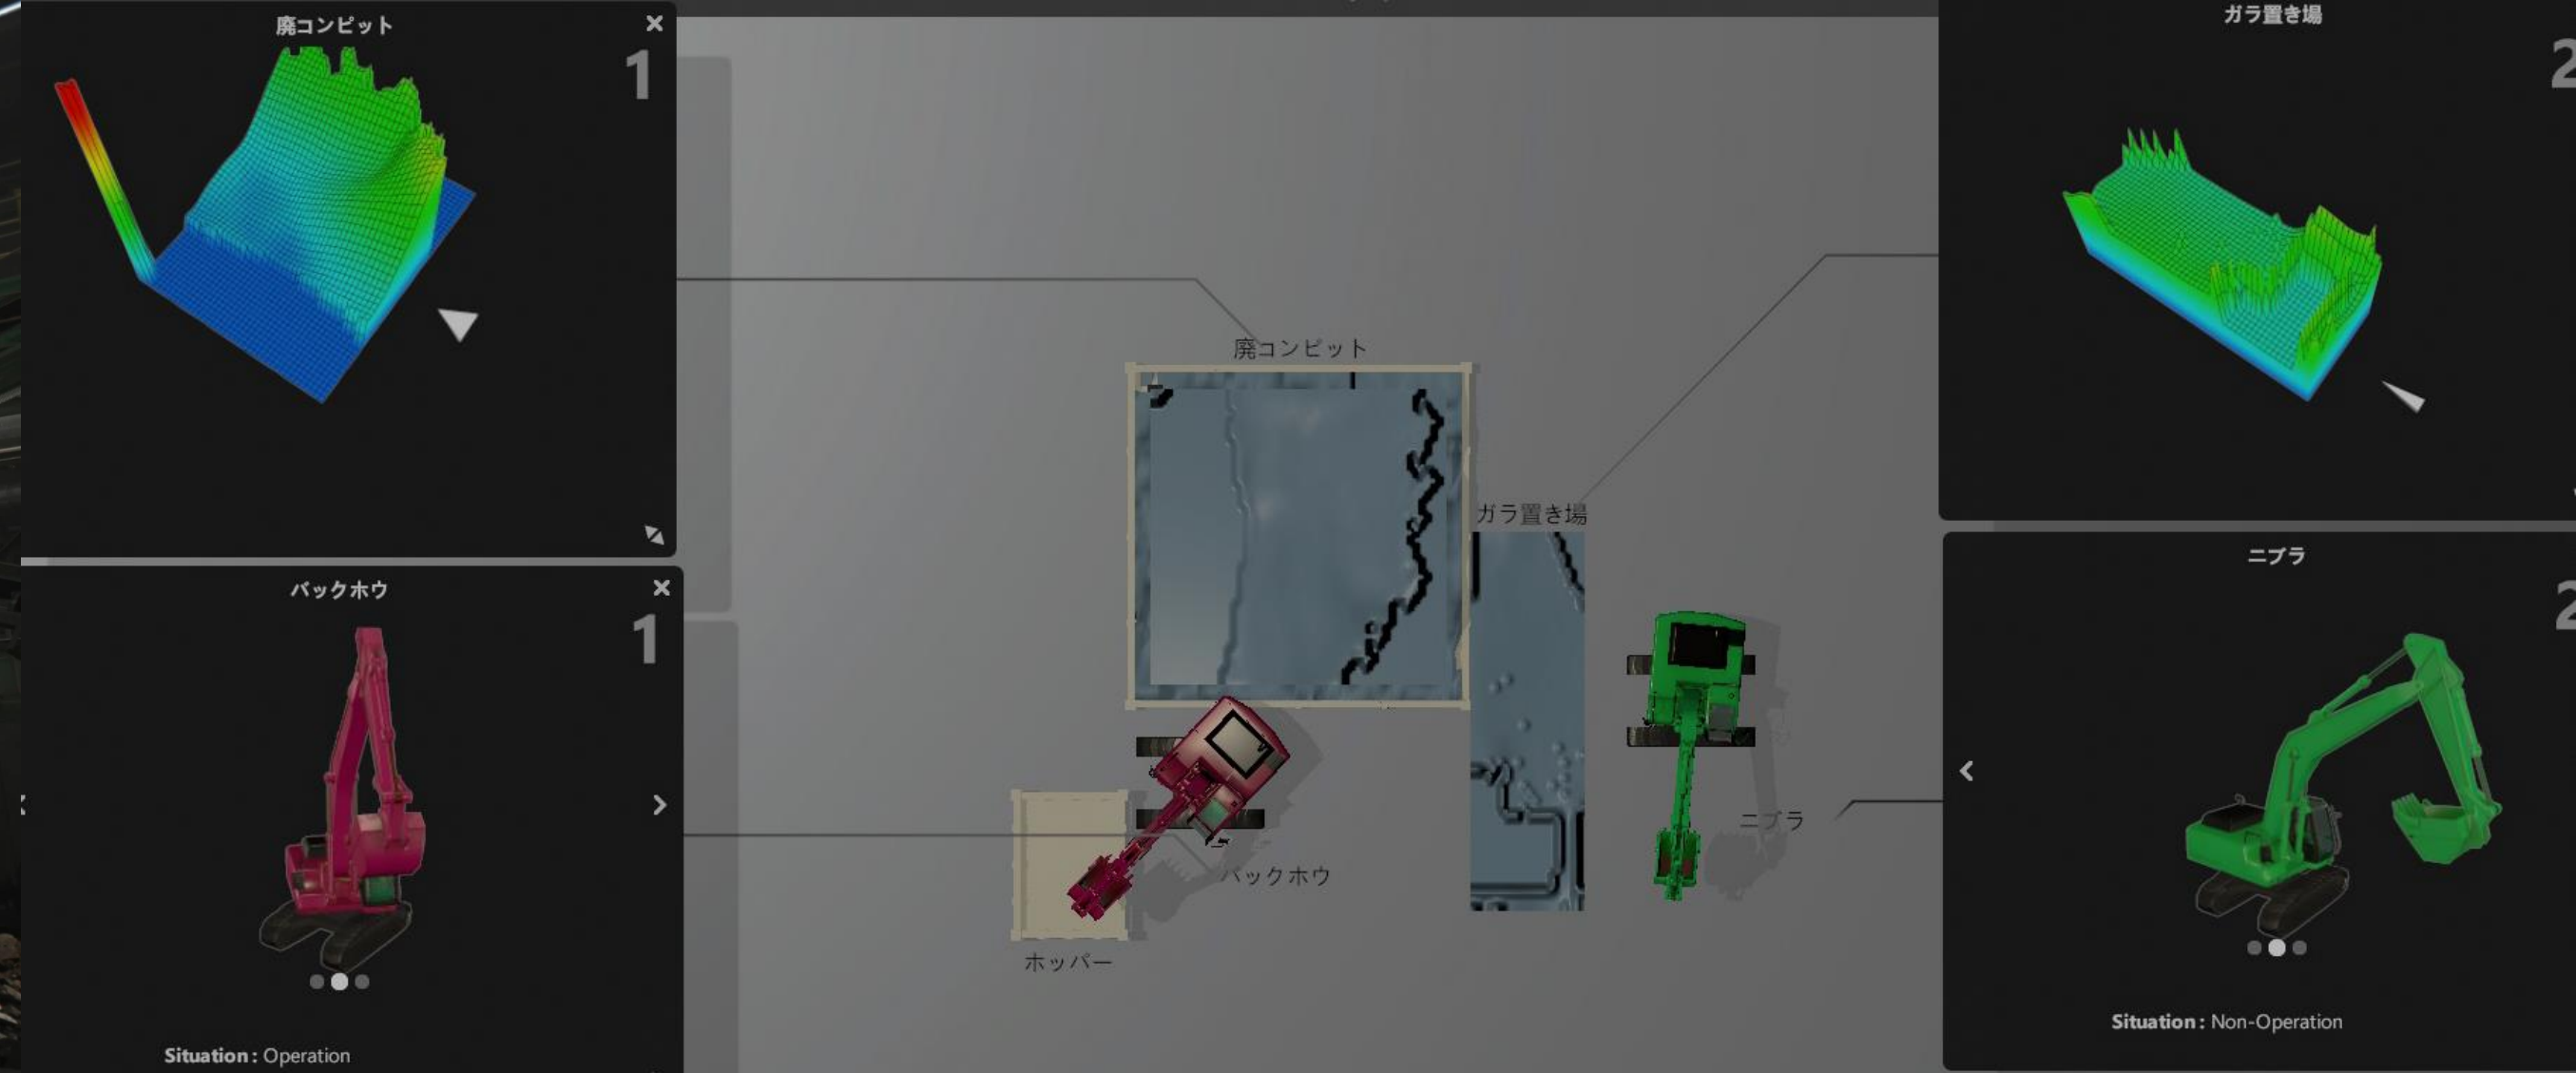 廃コンピット
1
ガラ置き場
2
廃コンピット
ガラ置き場
バックホウ
1
ニブラ
2
ニブラ
バックホウ
ホッパー
Situation : Operation
Situation : Non-Operation